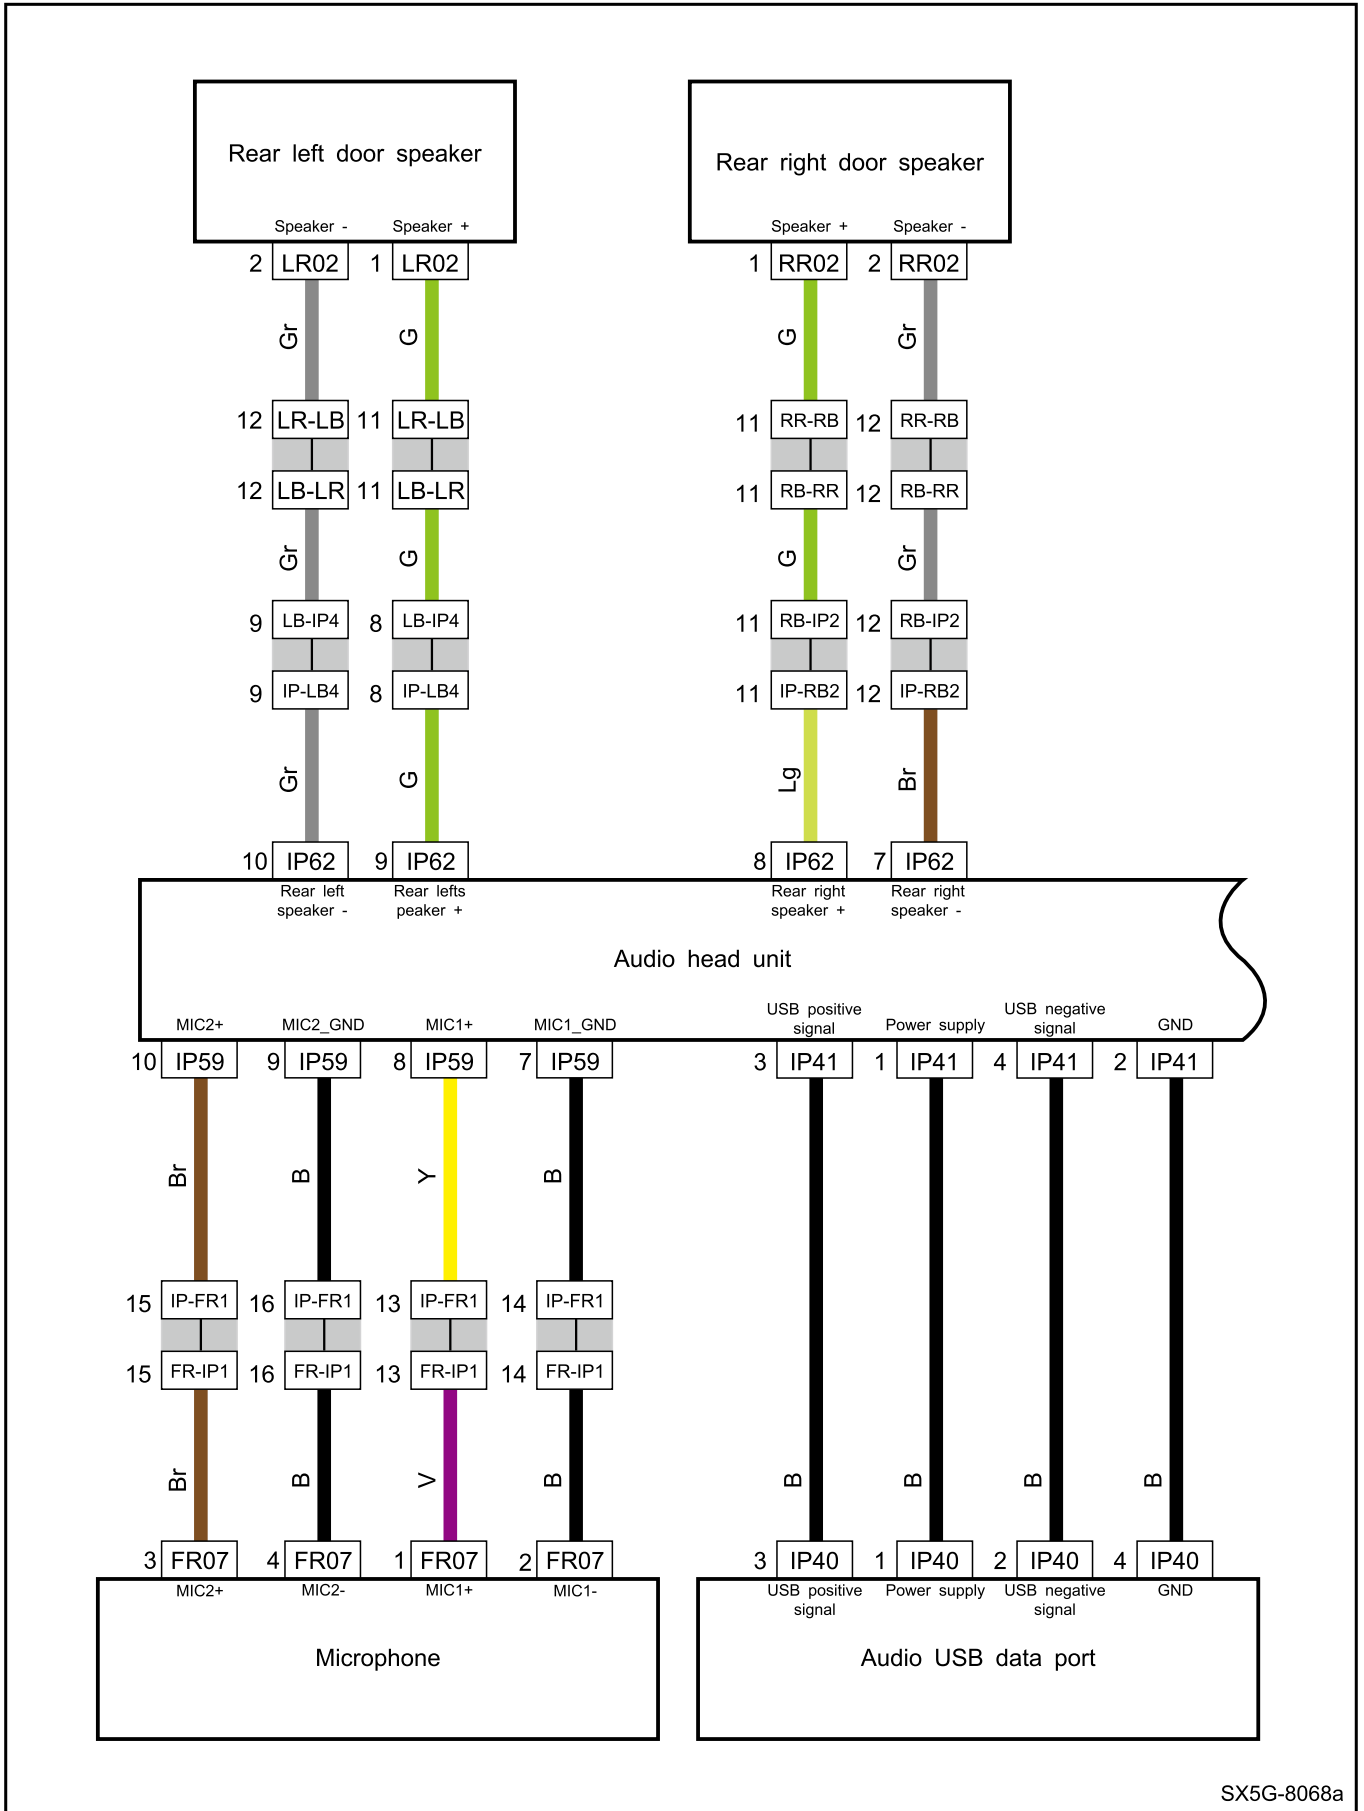 Rear left door speaker
Rear right door speaker
Speaker - Speaker + Speaker + Speaker -
2 LR02 1 LR02 1 RR02 2 RR02
Gr G G Gr
12 LR-LB 11 LR-LB 11 RR-RB 12 RR-RB
12 LB-LR 11 LB-LR 11 RB-RR 12 RB-RR
Gr G G Gr
9 LB-IP4 8 LB-IP4 11 RB-IP2 12 RB-IP2
9 IP-LB4 8 IP-LB4 11 IP-RB2 12 IP-RB2
Gr G Lg Br
10 IP62 9 IP62 8 IP62 7 IP62
Rear left Rear lefts Rear right Rear right
speaker - peaker + speaker + speaker -
Audio head unit
USB positive USB negative
MIC2+ MIC2_GND MIC1+ MIC1_GND signal Power supply signal GND
10 IP59 9 IP59 8 IP59 7 IP59 3 IP41 1 IP41 4 IP41 2 IP41
Br B Y B
15 IP-FR1 16 IP-FR1 13 IP-FR1 14 IP-FR1
15 FR-IP1 16 FR-IP1 13 FR-IP1 14 FR-IP1
Br B V B B B B B
3 FR07 4 FR07 1 FR07 2 FR07 3 IP40 1 IP40 2 IP40 4 IP40
MIC2+ MIC2- MIC1+ MIC1- USB positive Power supply USB negative GND
signal signal
Microphone
Audio USB data port
SX5G-8068a